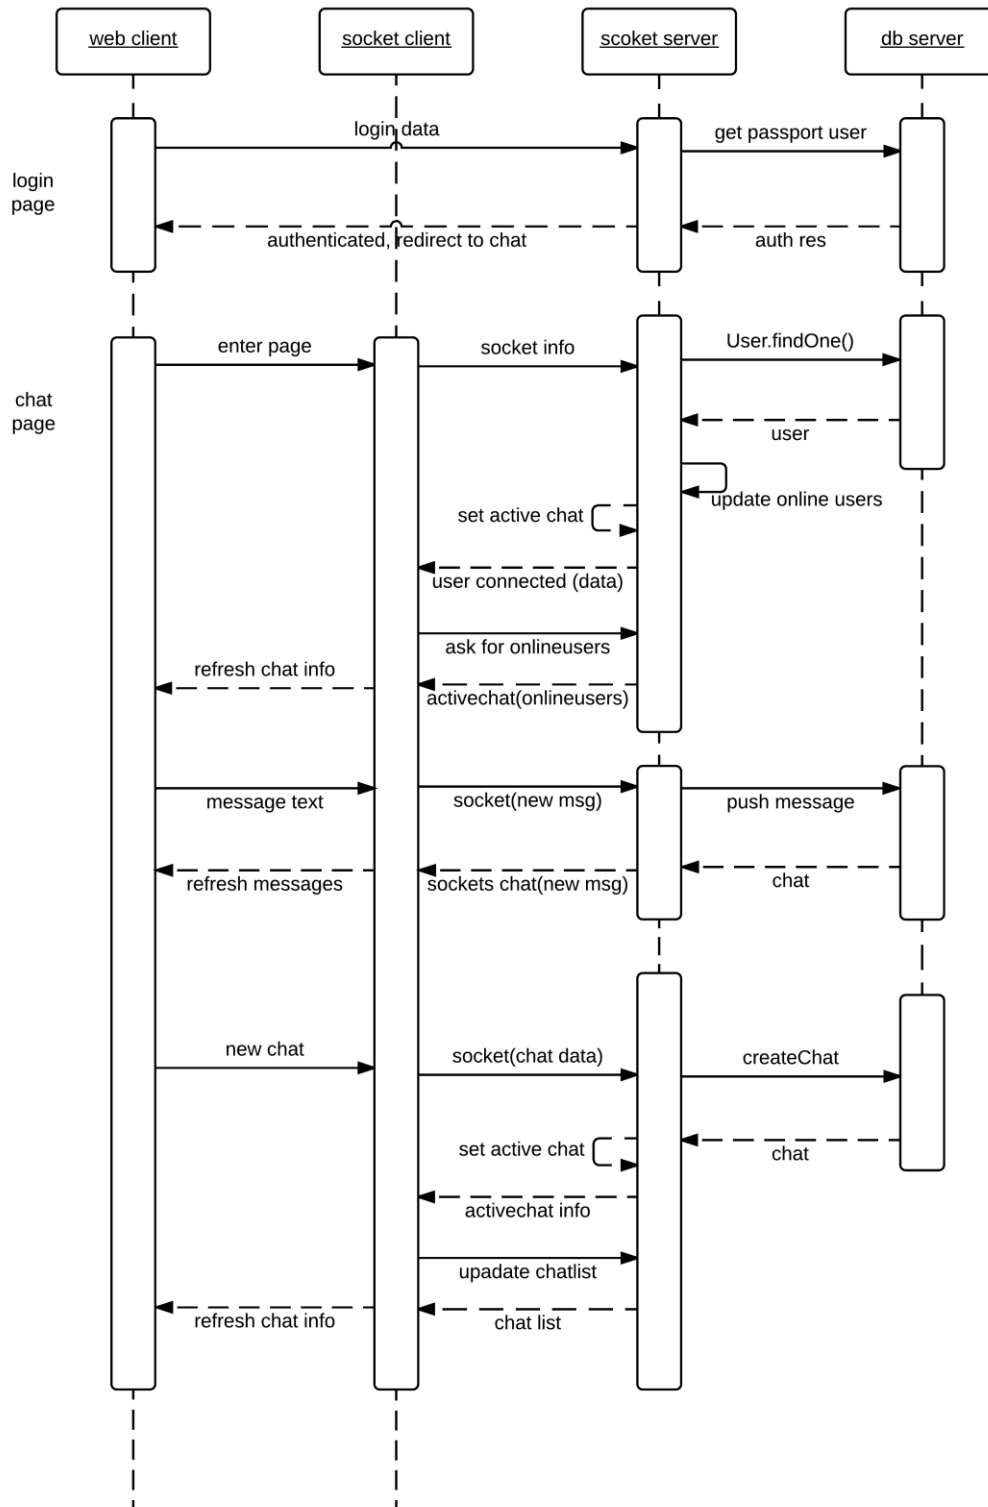 web client
socket client
scoket server
db server
login data
get passport user
login
page
authenticated, redirect to chat
auth res
enter page
socket info
User.findOne()
chat
page
user
update online users
set active chat
user connected (data)
ask for onlineusers
refresh chat info
activechat(onlineusers)
message text
socket(new msg)
push message
refresh messages
sockets chat(new msg)
chat
new chat
socket(chat data)
createChat
set active chat
chat
activechat info
upadate chatlist
refresh chat info
chat list